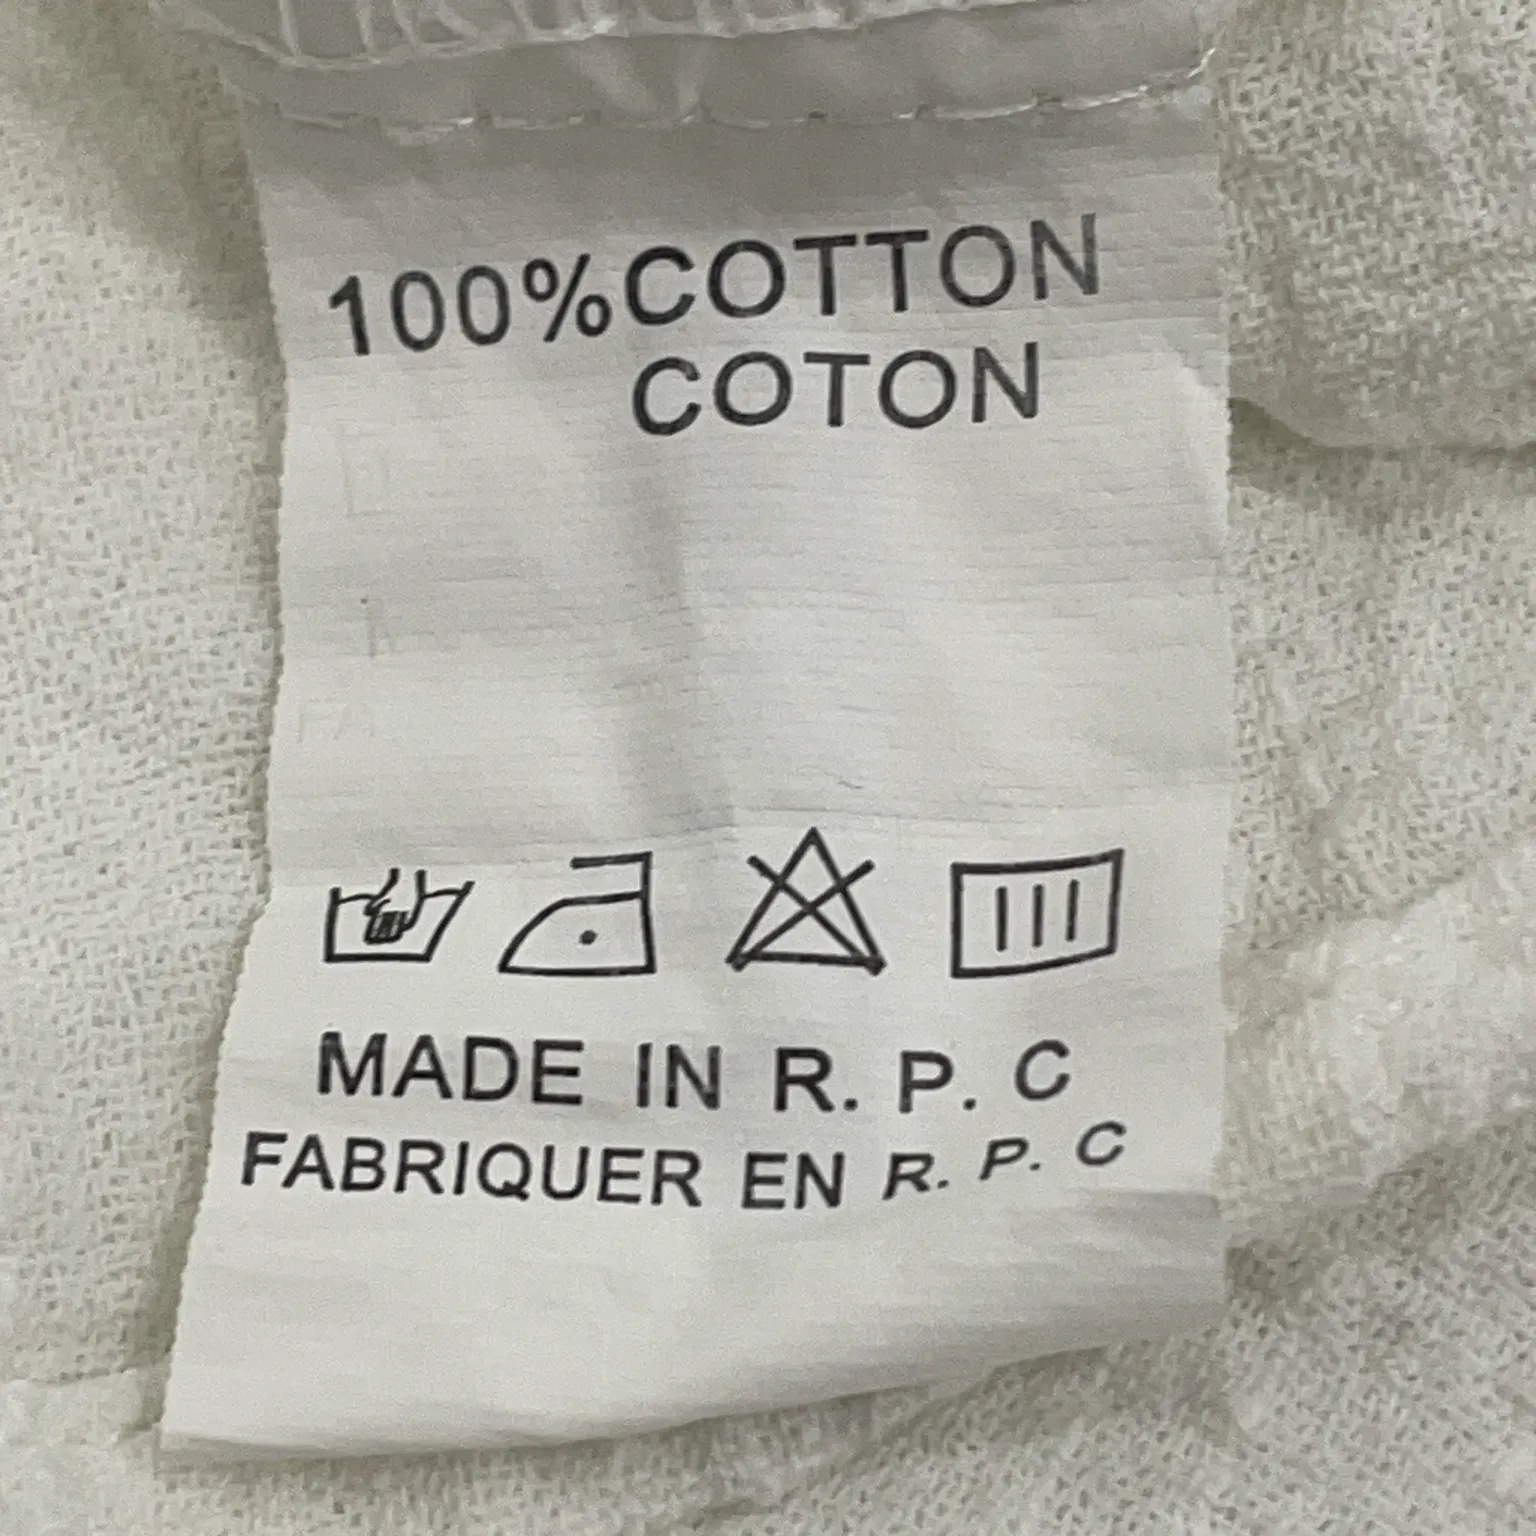 100%COTTON
COTON
MADE IN R. P. C
FABRIQUER EN R. P. C